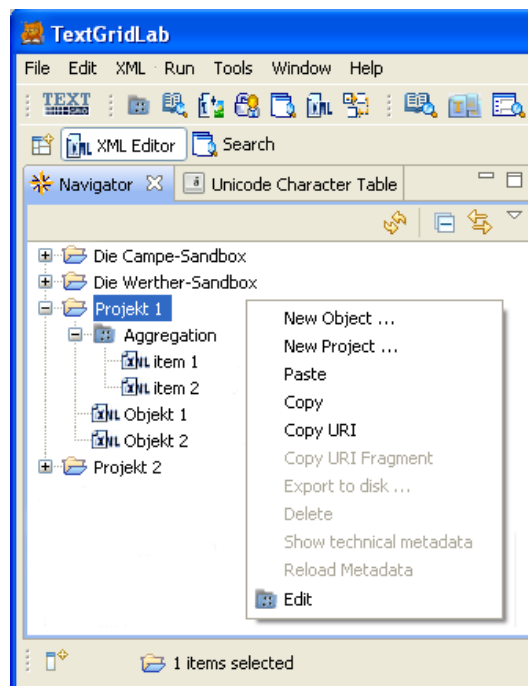 TextGridLab
File Edit XML Run Tools Window Help
TEXT
XML Editor Search
Navigator Unicode Character Table
Die Campe-Sandbox
Die Werther-Sandbox
Projekt 1
Aggregation
item 1
item 2
Objekt 1
Objekt 2
Projekt 2
New Object ...
New Project ...
Paste
Copy
Copy URI
Copy URI Fragment
Export to disk ...
Delete
Show technical metadata
Reload Metadata
Edit
1 items selected